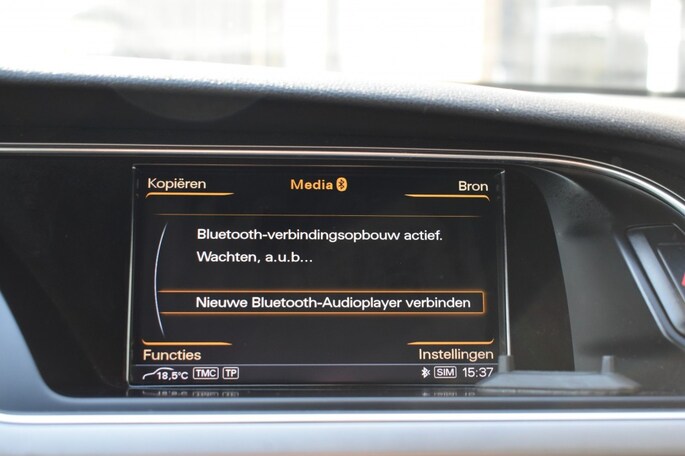 Kopiëren Media Bron
Bluetooth-verbindingsopbouw actief.
Wachten, a.u.b...
Nieuwe Bluetooth-Audioplayer verbinden
Functies Instellingen
18,5°C TMC TP SIM 15:37